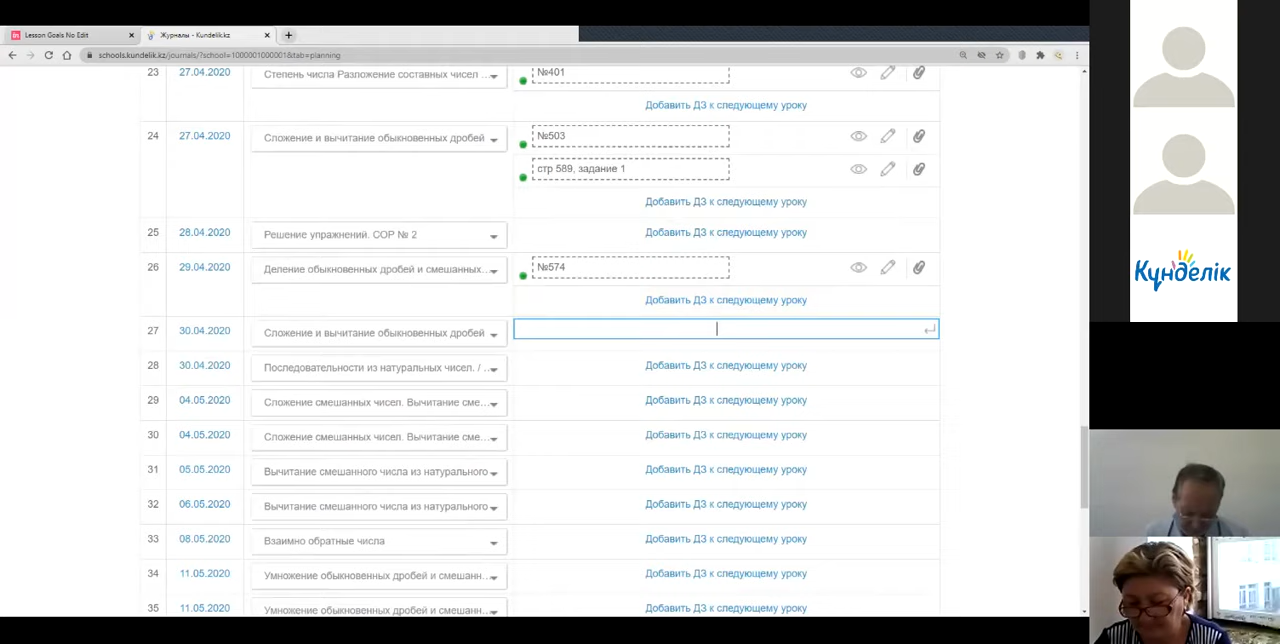 Lesson Goals No Edit
Журналы - Kundelik.kz
schools.kundelik.kz/journals/?school=1000001000001&tab=planning
23 27.04.2020 Степень числа Разложение составных чисел ... №401
Добавить ДЗ к следующему уроку
24 27.04.2020 Сложение и вычитание обыкновенных дробей №503
стр 589, задание 1
Добавить ДЗ к следующему уроку
25 28.04.2020 Решение упражнений. СОР № 2 Добавить ДЗ к следующему уроку
26 29.04.2020 Деление обыкновенных дробей и смешанных... №574
Добавить ДЗ к следующему уроку
27 30.04.2020 Сложение и вычитание обыкновенных дробей
28 30.04.2020 Последовательности из натуральных чисел. / ... Добавить ДЗ к следующему уроку
29 04.05.2020 Сложение смешанных чисел. Вычитание сме... Добавить ДЗ к следующему уроку
30 04.05.2020 Сложение смешанных чисел. Вычитание сме... Добавить ДЗ к следующему уроку
31 05.05.2020 Вычитание смешанного числа из натурального Добавить ДЗ к следующему уроку
32 06.05.2020 Вычитание смешанного числа из натурального Добавить ДЗ к следующему уроку
33 08.05.2020 Взаимно обратные числа Добавить ДЗ к следующему уроку
34 11.05.2020 Умножение обыкновенных дробей и смешанн... Добавить ДЗ к следующему уроку
35 11.05.2020 Умножение обыкновенных дробей и смешанн... Добавить ДЗ к следующему уроку
Күнделік